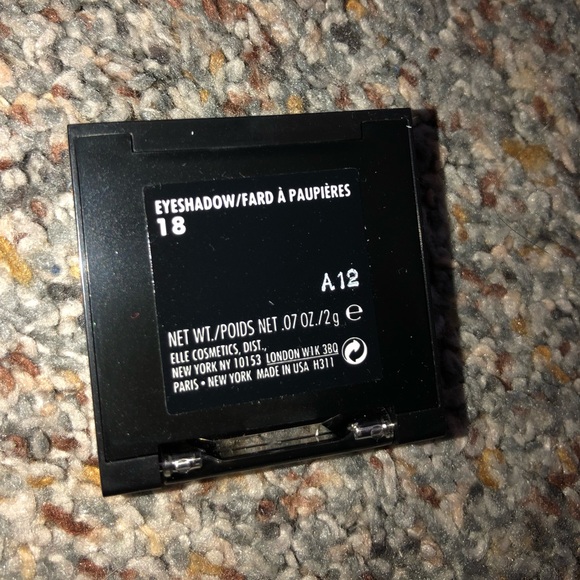 EYESHADOW/FARD À PAUPIÈRES
18
A12
NET WT./POIDS NET .07 OZ./2g e
ELLE COSMETICS, DIST.,
NEW YORK NY 10153 LONDON W1K 3BQ
PARIS • NEW YORK MADE IN USA H311